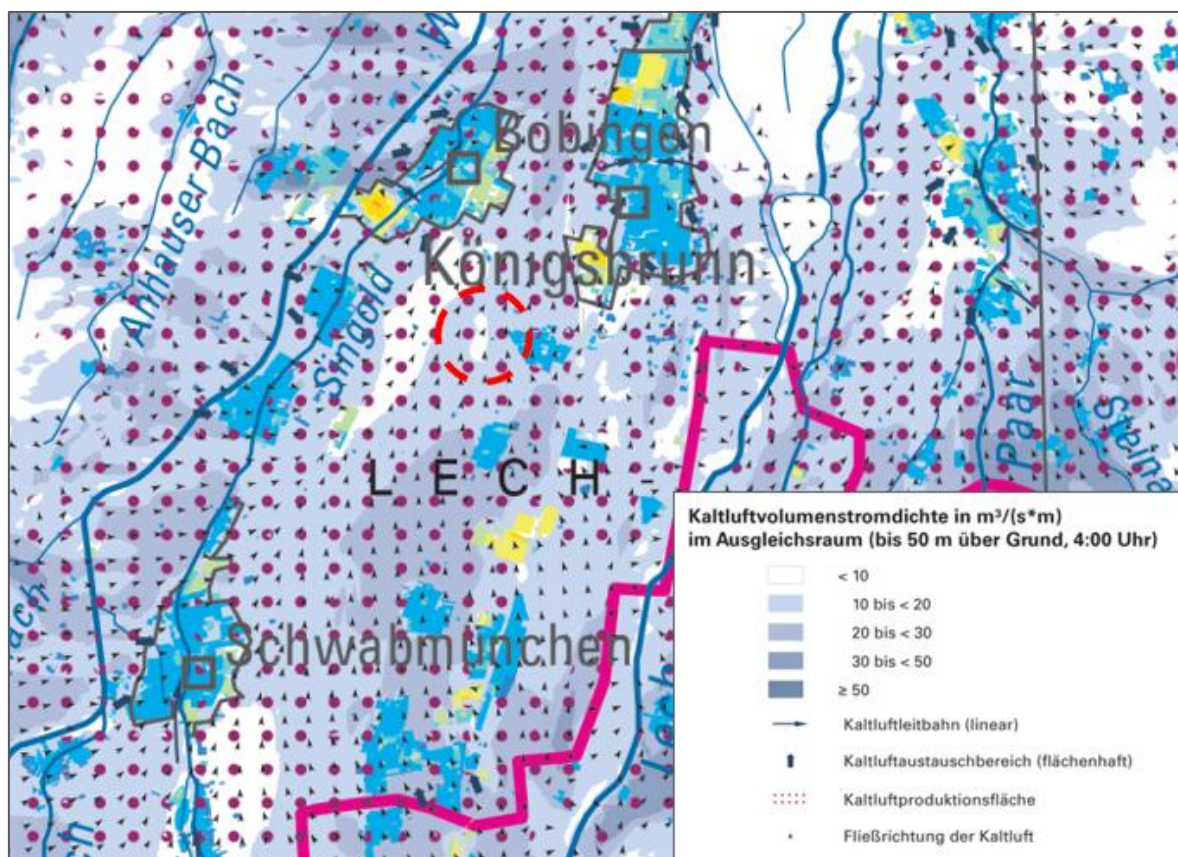 Anhauser Bach
W
Bobingen
Königsbrunn
Singold
Paar
Steina
L E C H -
Schwabmünchen
ach
Lech
Kaltluftvolumenstromdichte in m³/(s*m)
im Ausgleichsraum (bis 50 m über Grund, 4:00 Uhr)
< 10
10 bis < 20
20 bis < 30
30 bis < 50
≥ 50
Kaltluftleitbahn (linear)
Kaltluftaustauschbereich (flächenhaft)
Kaltluftproduktionsfläche
Fließrichtung der Kaltluft